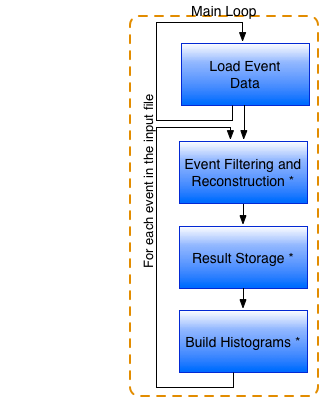 Main Loop
Load Event
Data
For each event in the input file
Event Filtering and
Reconstruction *
Result Storage *
Build Histograms *